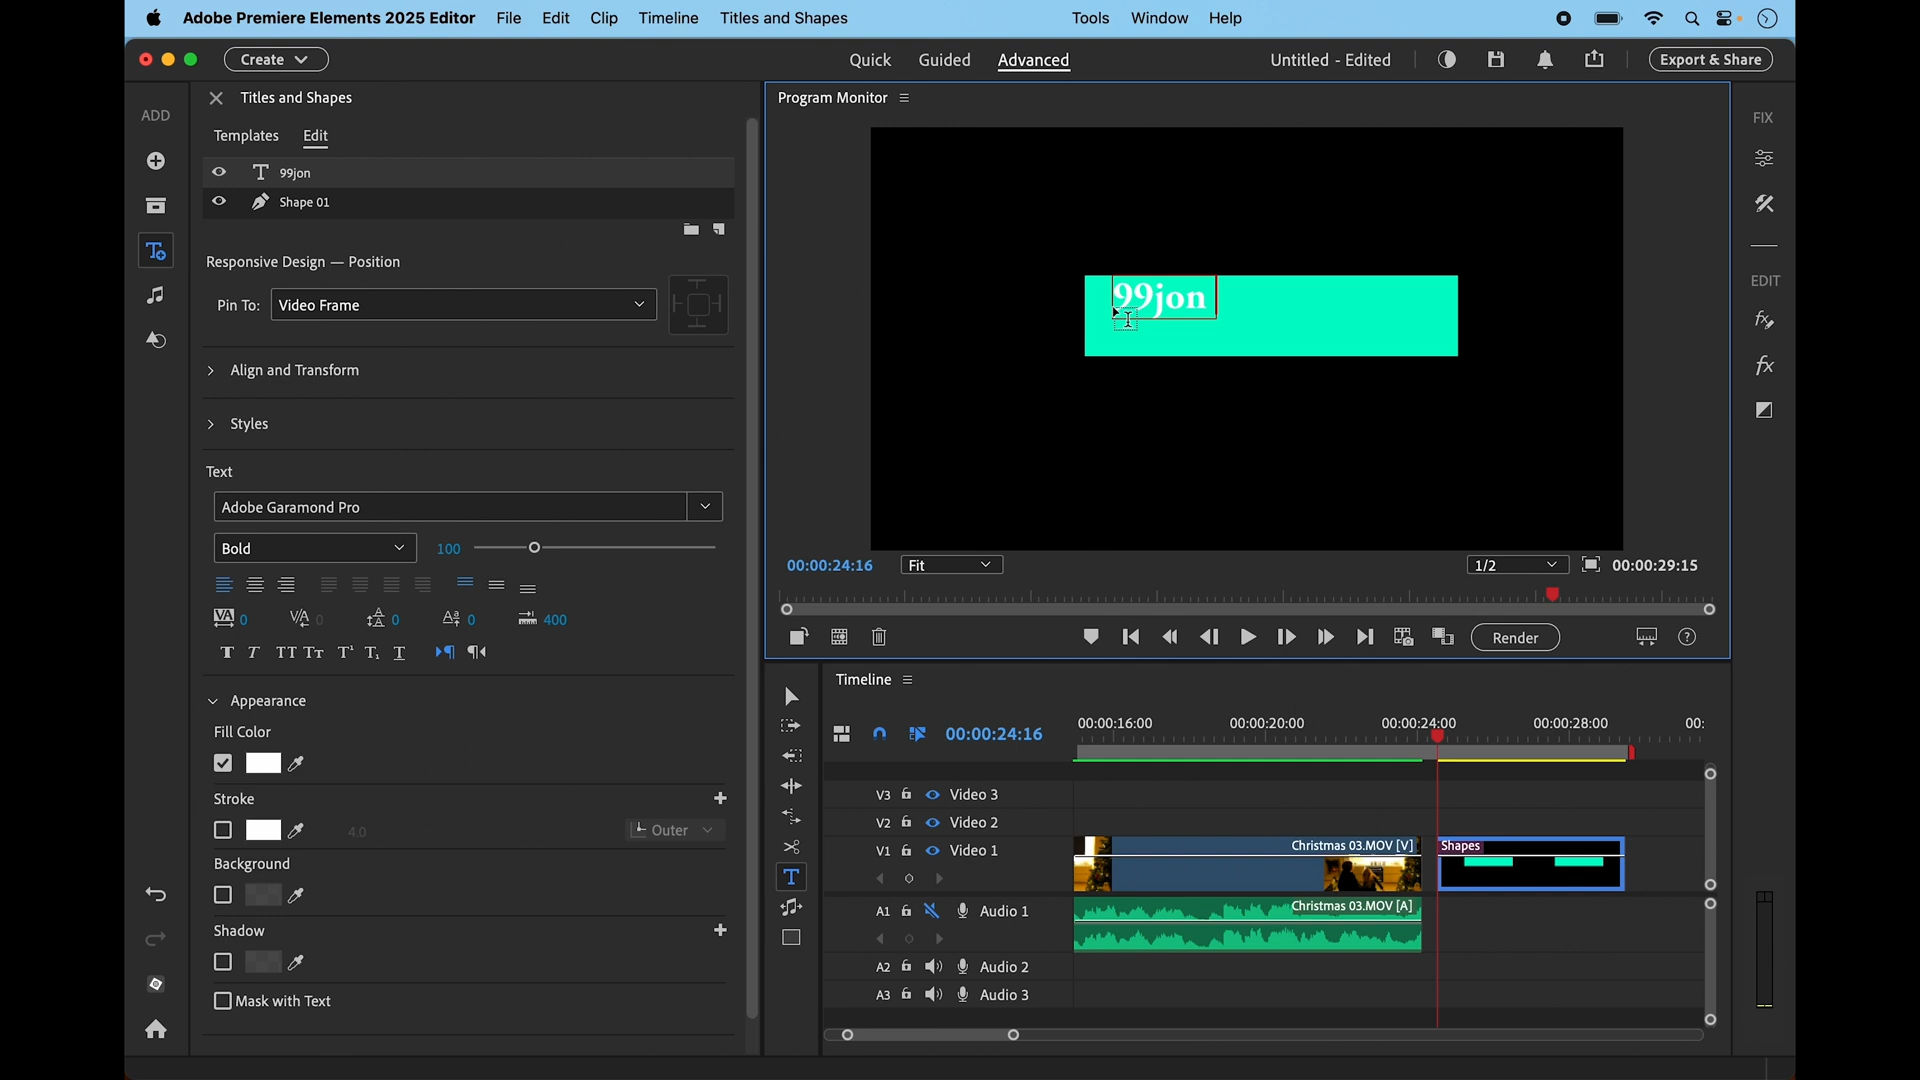 Adobe Premiere Elements 2025 Editor File Edit Clip Timeline Titles and Shapes Tools Window Help
Create Quick Guided Advanced Untitled - Edited Export & Share
ADD
Titles and Shapes
Templates Edit
99jon
Shape 01
Responsive Design — Position
Pin To: Video Frame
Align and Transform
Styles
Text
Adobe Garamond Pro
Bold 100
0 0 0 0 400
Appearance
Fill Color
Stroke
4.0 Outer
Background
Shadow
Mask with Text
Program Monitor
99jon
00:00:24:16 Fit 1/2 00:00:29:15
Render
Timeline
00:00:24:16 00:00:16:00 00:00:20:00 00:00:24:00 00:00:28:00 00:
V3 Video 3
V2 Video 2
V1 Video 1 Christmas 03.MOV [V] Shapes
A1 Audio 1 Christmas 03.MOV [A]
A2 Audio 2
A3 Audio 3
FIX
EDIT